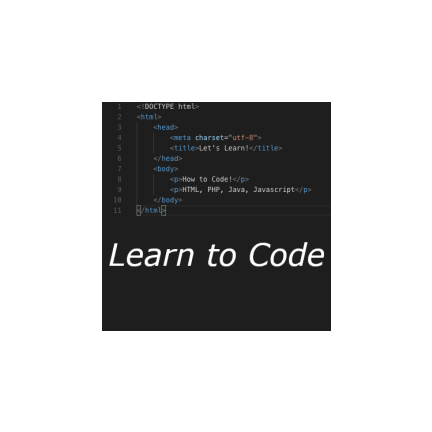 1 <!DOCTYPE html>
2 <html>
3 <head>
4 <meta charset="utf-8">
5 <title>Let's Learn!</title>
6 </head>
7 <body>
8 <p>How to Code!</p>
9 <p>HTML, PHP, Java, Javascript</p>
10 </body>
11 </html>
Learn to Code